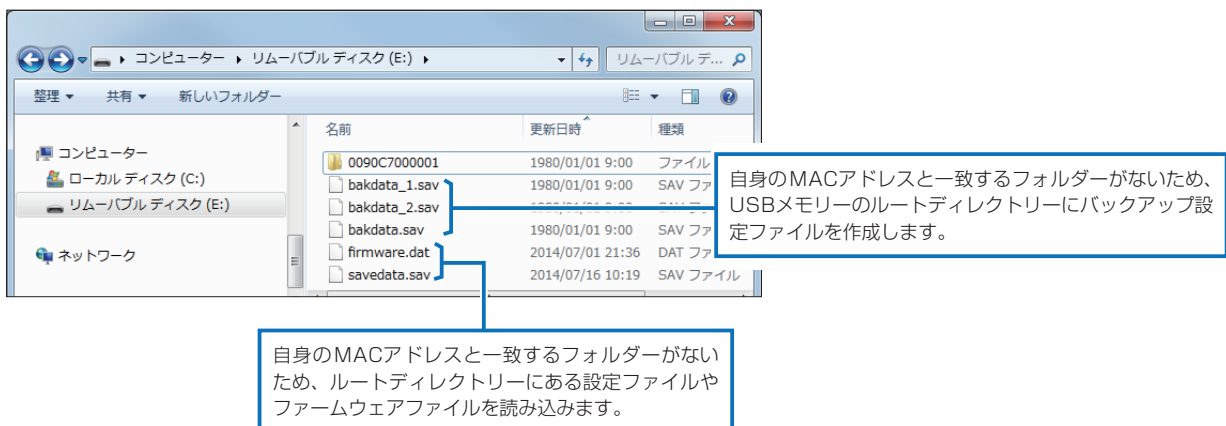 コンピューター ▸ リムーバブル ディスク (E:) ▸
リムーバブル デ...
整理 ▼ 共有 ▼ 新しいフォルダー
名前 更新日時 種類
コンピューター
ローカル ディスク (C:)
リムーバブル ディスク (E:)
ネットワーク
0090C7000001 1980/01/01 9:00 ファイル
bakdata_1.sav 1980/01/01 9:00 SAV ファ
bakdata_2.sav
bakdata.sav 1980/01/01 9:00 SAV ファ
firmware.dat 2014/07/01 21:36 DAT ファ
savedata.sav 2014/07/16 10:19 SAV ファイル
自身のMACアドレスと一致するフォルダーがないため、
USBメモリーのルートディレクトリーにバックアップ設
定ファイルを作成します。
自身のMACアドレスと一致するフォルダーがない
ため、ルートディレクトリーにある設定ファイルや
ファームウェアファイルを読み込みます。